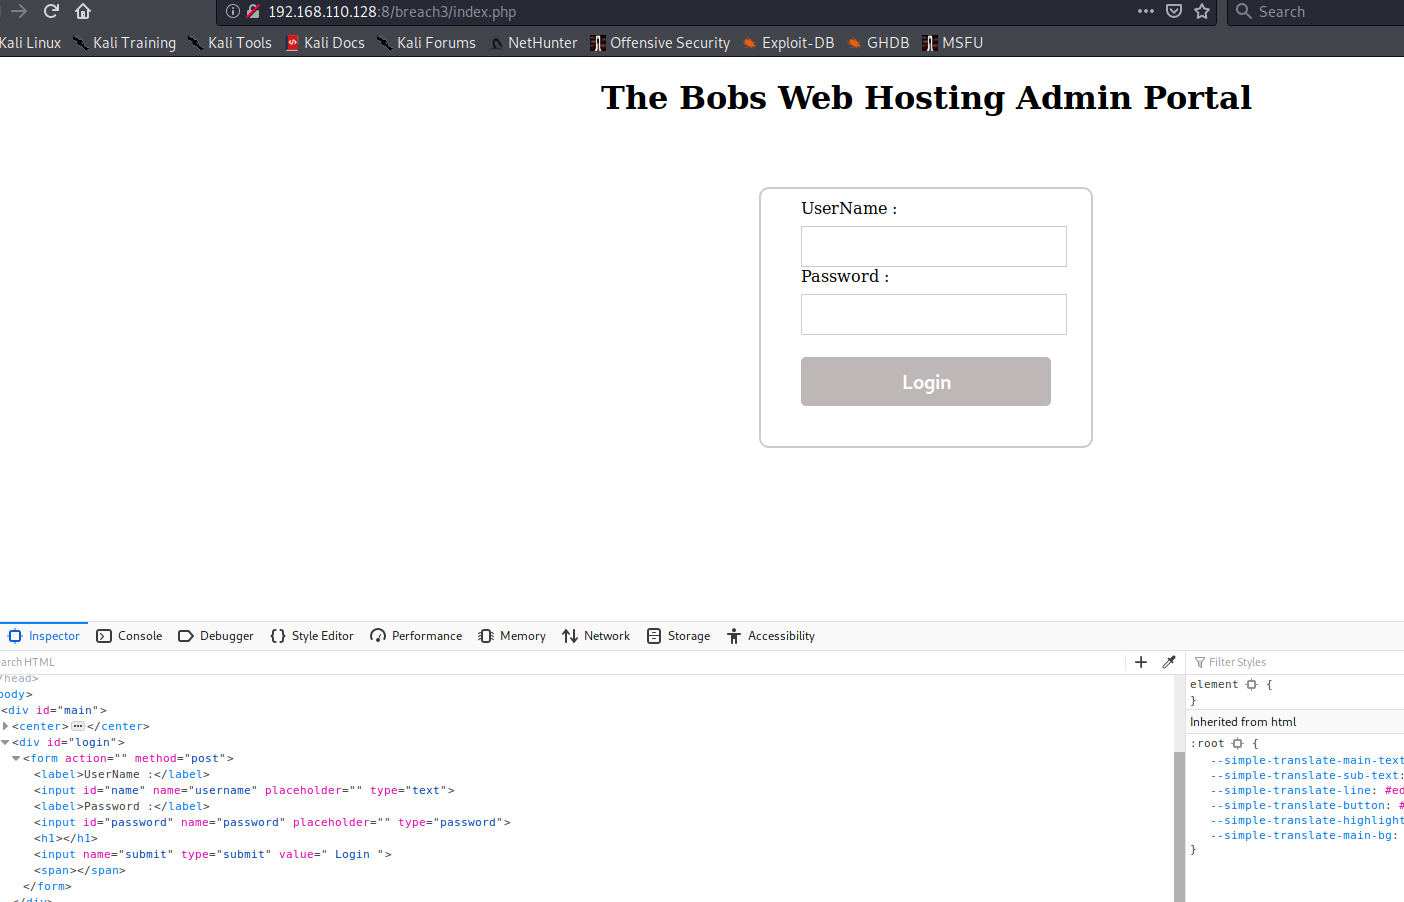 192.168.110.128:8/breach3/index.php
Search
Kali Linux Kali Training Kali Tools Kali Docs Kali Forums NetHunter Offensive Security Exploit-DB GHDB MSFU
The Bobs Web Hosting Admin Portal
UserName :
Password :
Login
Inspector Console Debugger Style Editor Performance Memory Network Storage Accessibility
arch HTML
Filter Styles
/head>
body>
<div id="main">
<center></center>
<div id="login">
<form action="" method="post">
<label>UserName :</label>
<input id="name" name="username" placeholder="" type="text">
<label>Password :</label>
<input id="password" name="password" placeholder="" type="password">
<h1></h1>
<input name="submit" type="submit" value=" Login ">
<span></span>
</form>
</div>
element {
}
Inherited from html
:root {
--simple-translate-main-text
--simple-translate-sub-text:
--simple-translate-line: #ed
--simple-translate-button: #
--simple-translate-highlight
--simple-translate-main-bg:
}